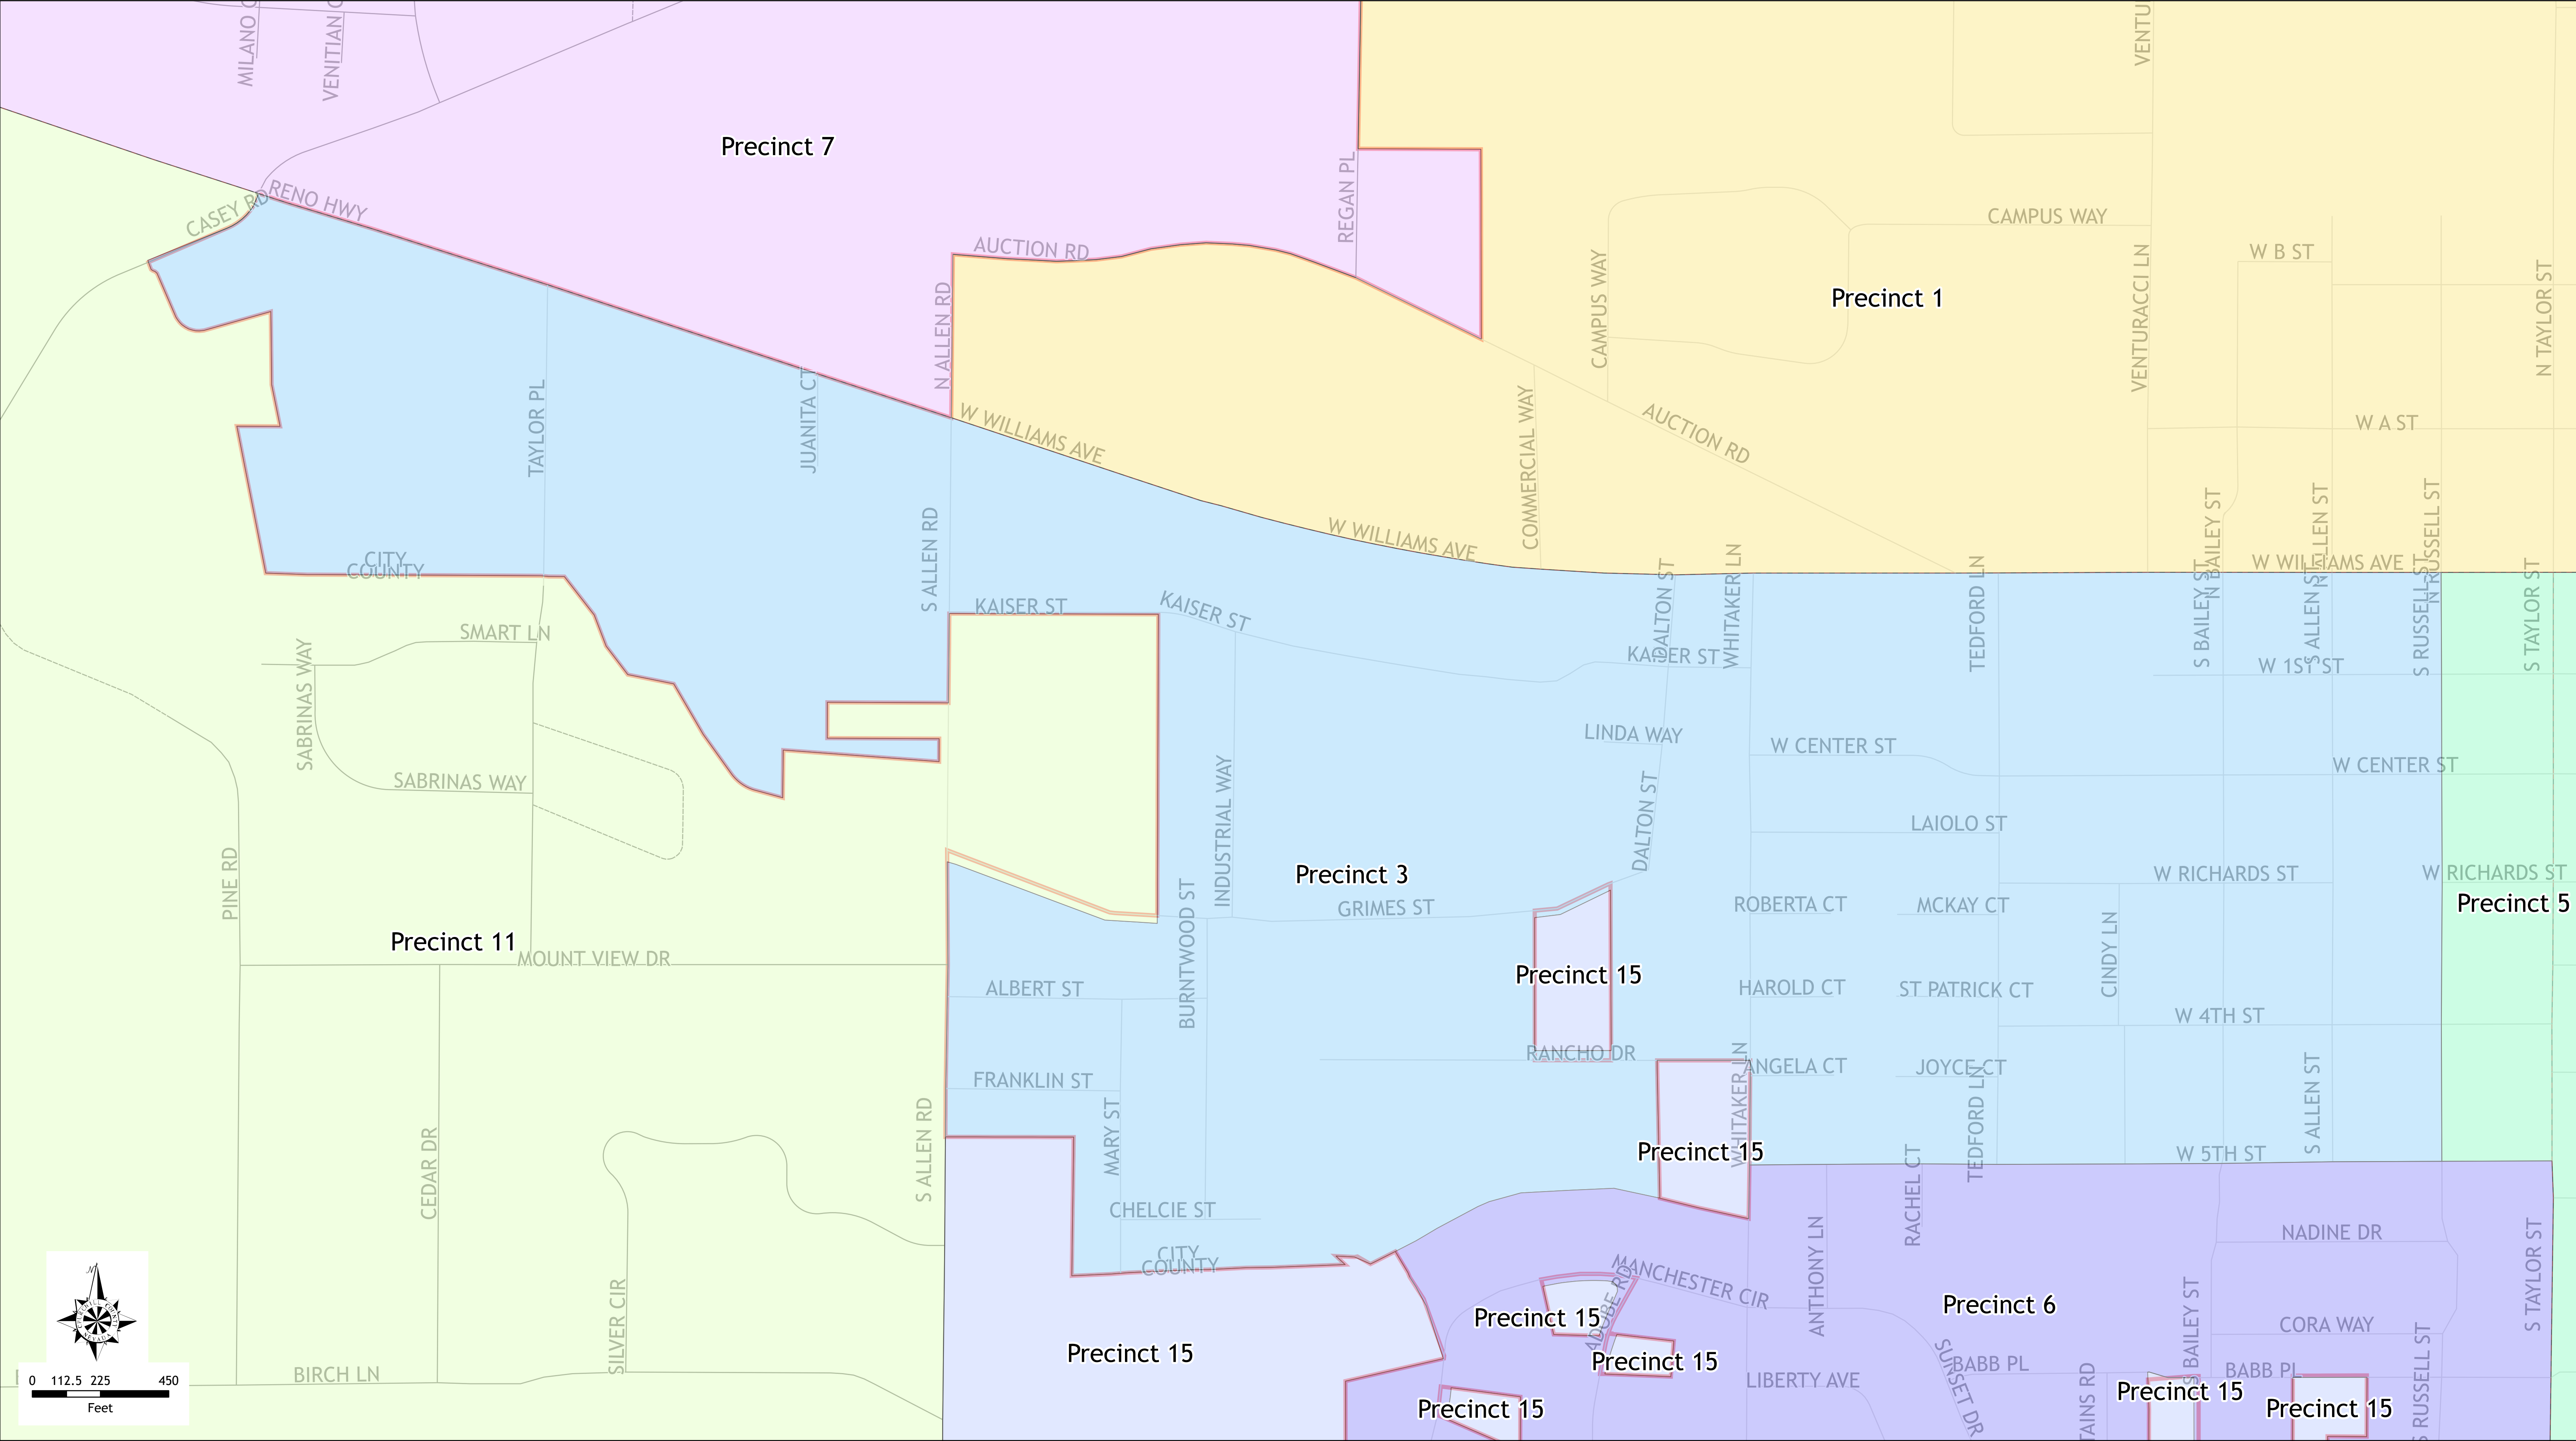 MILANO C
VENITIAN C
VENTU
Precinct 7
CASEY RD
RENO HWY
REGAN PL
AUCTION RD
CAMPUS WAY
W B ST
Precinct 1
N ALLEN RD
CAMPUS WAY
VENTURACCI LN
N TAYLOR ST
TAYLOR PL
JUANITA CT
W WILLIAMS AVE
COMMERCIAL WAY
AUCTION RD
W A ST
W WILLIAMS AVE
N BAILEY ST
N ALLEN ST
N RUSSELL ST
W WILLIAMS AVE
CITY
COUNTY
S ALLEN RD
KAISER ST
KAISER ST
DALTON ST
WHITAKER LN
TEDFORD LN
S BAILEY ST
S ALLEN ST
S RUSSELL ST
S TAYLOR ST
SMART LN
KAISER ST
W 1ST ST
SABRINAS WAY
LINDA WAY
W CENTER ST
W CENTER ST
SABRINAS WAY
INDUSTRIAL WAY
DALTON ST
LAIOLO ST
PINE RD
Precinct 3
W RICHARDS ST
W RICHARDS ST
GRIMES ST
ROBERTA CT
MCKAY CT
Precinct 5
Precinct 11
BURNTWOOD ST
CINDY LN
MOUNT VIEW DR
Precinct 15
ALBERT ST
HAROLD CT
ST PATRICK CT
W 4TH ST
RANCHO DR
ANGELA CT
JOYCE CT
FRANKLIN ST
MARY ST
S ALLEN RD
CEDAR DR
WHITAKER LN
Precinct 15
RACHEL CT
TEDFORD LN
W 5TH ST
S ALLEN ST
CHELCIE ST
CITY
COUNTY
MANCHESTER CIR
ANTHONY LN
NADINE DR
S TAYLOR ST
N
CHURCHILL COUNTY
NEVADA
SILVER CIR
Precinct 15
ADOBE RD
Precinct 6
S BAILEY ST
CORA WAY
Precinct 15
Precinct 15
BIRCH LN
LIBERTY AVE
SUNSET DR
BABB PL
BABB PL
S RUSSELL ST
0 112.5 225 450
Feet
Precinct 15
TAINS RD
Precinct 15
Precinct 15